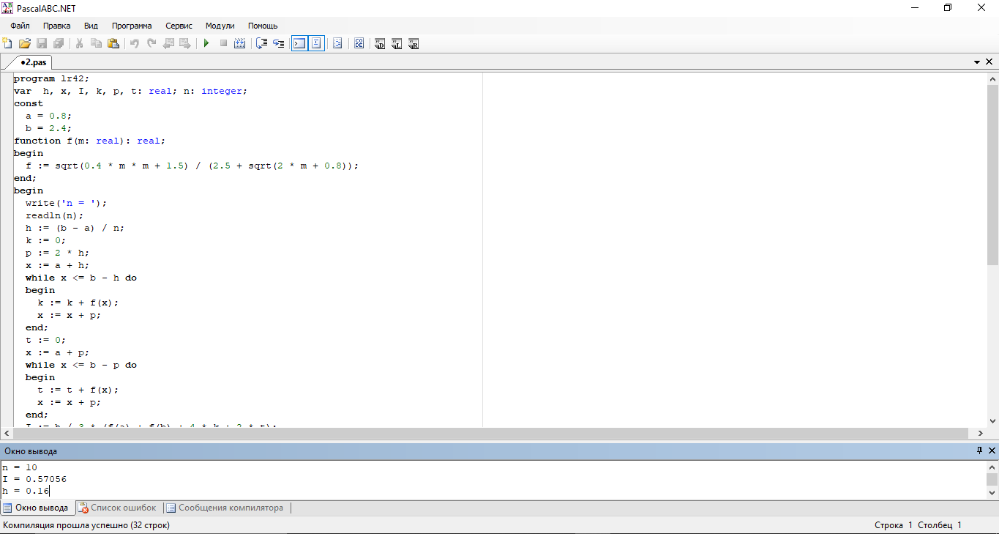 PascalABC.NET
Файл Правка Вид Программа Сервис Модули Помощь
•2.pas
program lr42;
var  h, x, I, k, p, t: real; n: integer;
const
  a = 0.8;
  b = 2.4;
function f(m: real): real;
begin
  f := sqrt(0.4 * m * m + 1.5) / (2.5 + sqrt(2 * m + 0.8));
end;
begin
  write('n = ');
  readln(n);
  h := (b - a) / n;
  k := 0;
  p := 2 * h;
  x := a + h;
  while x <= b - h do
  begin
    k := k + f(x);
    x := x + p;
  end;
  t := 0;
  x := a + p;
  while x <= b - p do
  begin
    t := t + f(x);
    x := x + p;
  end;
  I := h / 3 * (f(a) + f(b) + 4 * k + 2 * t);
Окно вывода
n = 10
I = 0.57056
h = 0.16
Окно вывода Список ошибок Сообщения компилятора
Компиляция прошла успешно (32 строк) Строка 1 Столбец 1